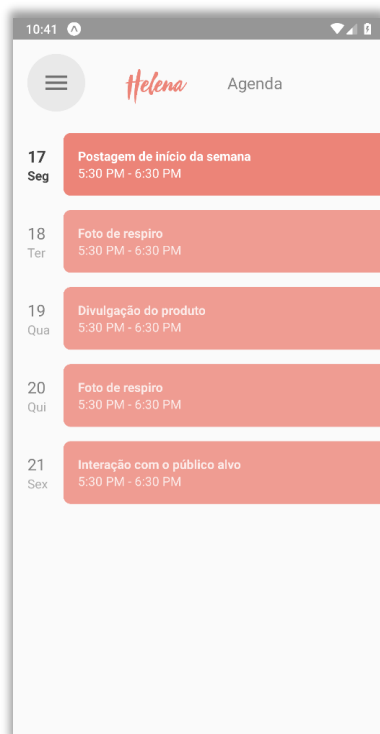 10:41
Helena
Agenda
17
Seg
Postagem de início da semana
5:30 PM - 6:30 PM
18
Ter
Foto de respiro
5:30 PM - 6:30 PM
19
Qua
Divulgação do produto
5:30 PM - 6:30 PM
20
Qui
Foto de respiro
5:30 PM - 6:30 PM
21
Sex
Interação com o público alvo
5:30 PM - 6:30 PM